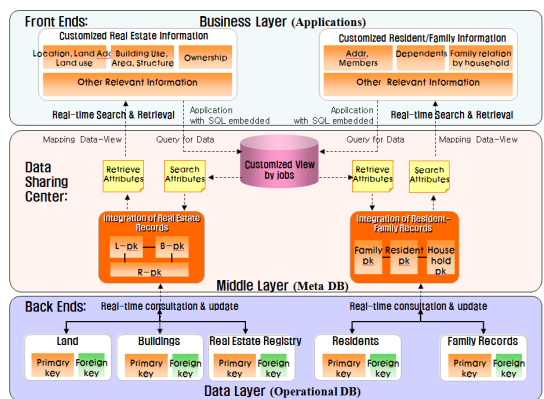 Front Ends: Business Layer (Applications)
Customized Real Estate Information
Location, Land Add
Land use
Building Use,
Area, Structure
Ownership
Other Relevant Information
Customized Resident/Family Information
Addr,
Members
Dependents
Family relation
by household
Other Relevant Information
Real-time Search & Retrieval
Application
with SQL embedded
Application
with SQL embedded
Real-time Search & Retrieval
Mapping Data-View
Query for Data
Query for Data
Mapping Data-View
Data
Sharing
Center:
Retrieve
Attributes
Search
Attributes
Customized View
by jobs
Retrieve
Attributes
Search
Attributes
Integration of Real Estate
Records
L-pk
B-pk
R-pk
Integration of Resident-
Family Records
Family
pk
Resident
pk
House
hold
pk
Middle Layer (Meta DB)
Back Ends:
Real-time consultation & update
Real-time consultation & update
Land
Primary
key
Foreign
key
Buildings
Primary
key
Foreign
key
Real Estate Registry
Primary
key
Foreign
key
Residents
Primary
key
Foreign
key
Family Records
Primary
key
Foreign
key
Data Layer (Operational DB)